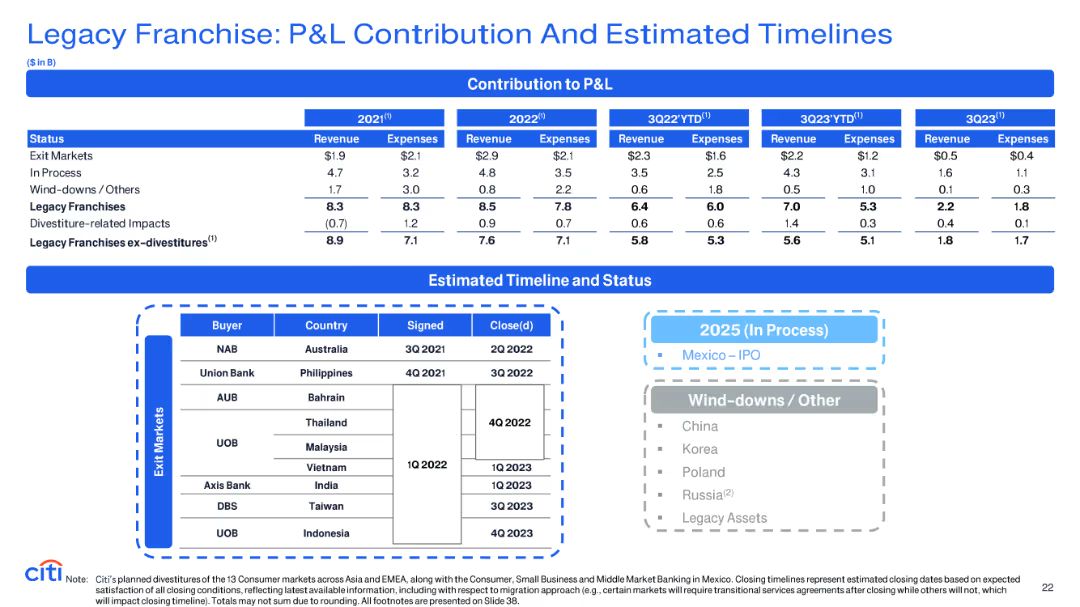 Legacy Franchise: P&L Contribution And Estimated Timelines
($ in B)
Contribution to P&L
2021(1) 2022(1) 3Q22'YTD(1) 3Q23'YTD(1) 3Q23(1)
Status Revenue Expenses Revenue Expenses Revenue Expenses Revenue Expenses Revenue Expenses
Exit Markets $1.9 $2.1 $2.9 $2.1 $2.3 $1.6 $2.2 $1.2 $0.5 $0.4
In Process 4.7 3.2 4.8 3.5 3.5 2.5 4.3 3.1 1.6 1.1
Wind-downs / Others 1.7 3.0 0.8 2.2 0.6 1.8 0.5 1.0 0.1 0.3
Legacy Franchises 8.3 8.3 8.5 7.8 6.4 6.0 7.0 5.3 2.2 1.8
Divestiture-related Impacts (0.7) 1.2 0.9 0.7 0.6 0.6 1.4 0.3 0.4 0.1
Legacy Franchises ex-divestitures(1) 8.9 7.1 7.6 7.1 5.8 5.3 5.6 5.1 1.8 1.7
Estimated Timeline and Status
Exit Markets
Buyer Country Signed Close(d)
NAB Australia 3Q 2021 2Q 2022
Union Bank Philippines 4Q 2021 3Q 2022
AUB Bahrain
Thailand
4Q 2022
UOB
Malaysia
1Q 2022
Vietnam 1Q 2023
Axis Bank India 1Q 2023
DBS Taiwan 3Q 2023
UOB Indonesia 4Q 2023
2025 (In Process)
▪ Mexico – IPO
Wind-downs / Other
▪ China
▪ Korea
▪ Poland
▪ Russia(2)
▪ Legacy Assets
citi
Note: Citi's planned divestitures of the 13 Consumer markets across Asia and EMEA, along with the Consumer, Small Business and Middle Market Banking in Mexico. Closing timelines represent estimated closing dates based on expected
satisfaction of all closing conditions, reflecting latest available information, including with respect to migration approach (e.g., certain markets will require transitional services agreements after closing while others will not, which
will impact closing timeline). Totals may not sum due to rounding. All footnotes are presented on Slide 38.
22